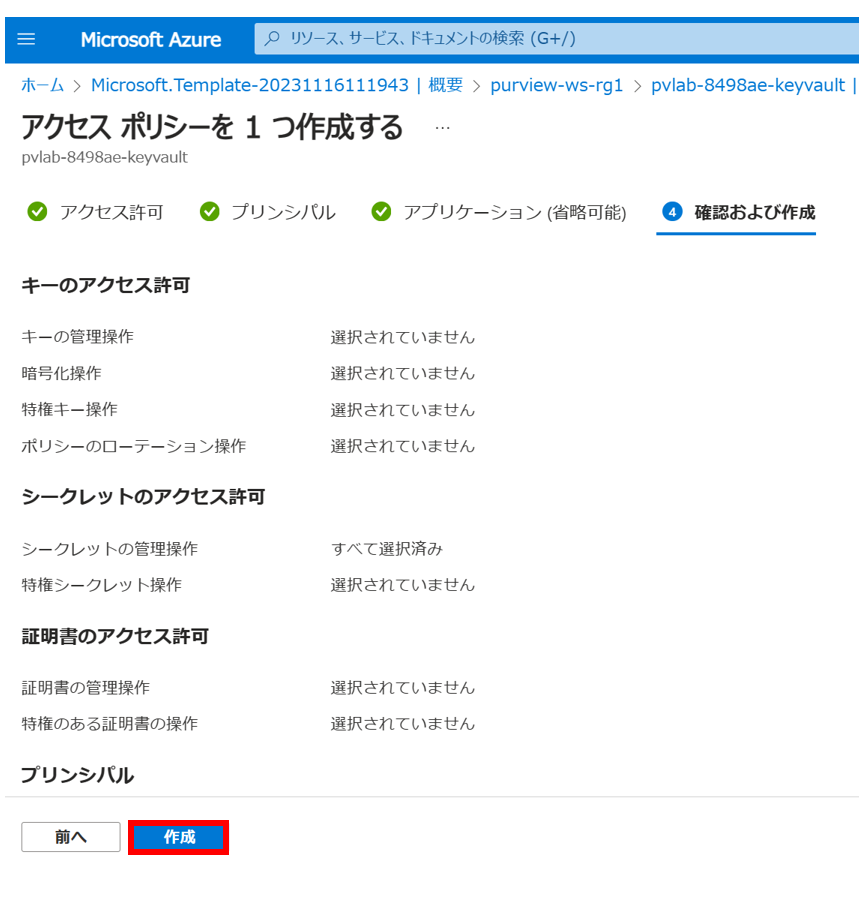 Microsoft Azure リソース、サービス、ドキュメントの検索 (G+/)
ホーム > Microsoft.Template-20231116111943 | 概要 > purview-ws-rg1 > pvlab-8498ae-keyvault |
アクセス ポリシーを 1 つ作成する ...
pvlab-8498ae-keyvault
アクセス許可 プリンシパル アプリケーション (省略可能) 4 確認および作成
キーのアクセス許可
キーの管理操作 選択されていません
暗号化操作 選択されていません
特権キー操作 選択されていません
ポリシーのローテーション操作 選択されていません
シークレットのアクセス許可
シークレットの管理操作 すべて選択済み
特権シークレット操作 選択されていません
証明書のアクセス許可
証明書の管理操作 選択されていません
特権のある証明書の操作 選択されていません
プリンシパル
前へ 作成